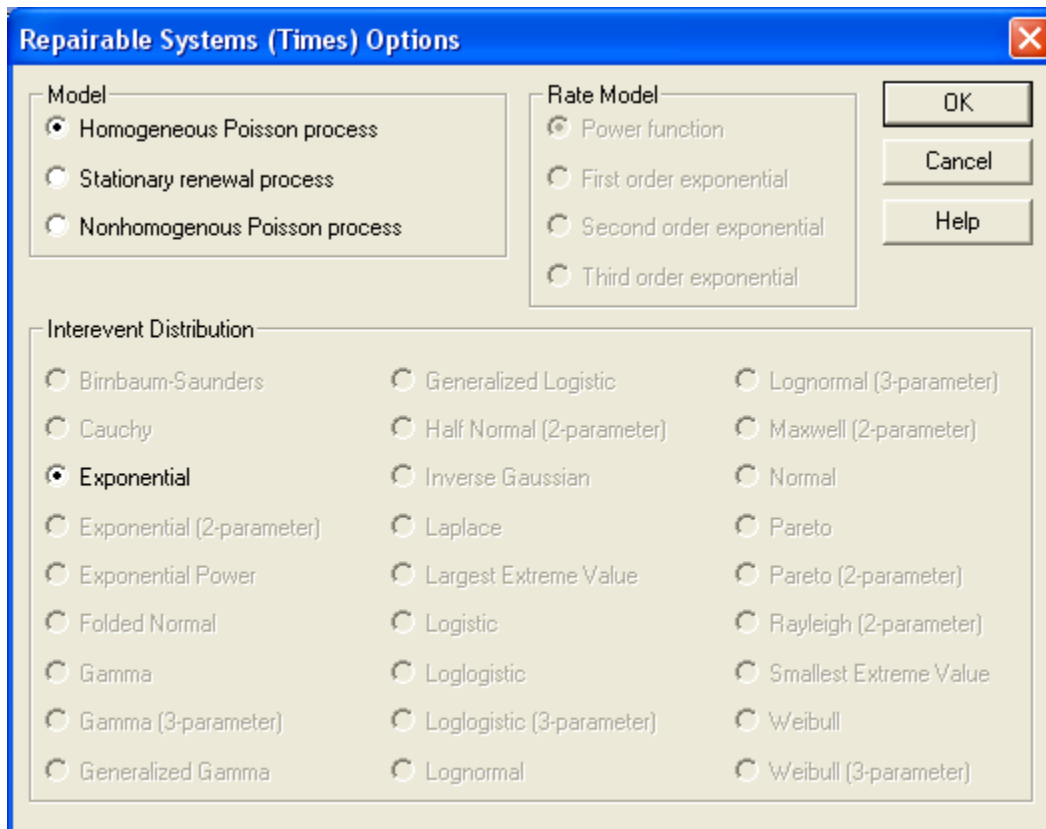 Repairable Systems (Times) Options
Model
Homogeneous Poisson process
Stationary renewal process
Nonhomogenous Poisson process
Rate Model
Power function
First order exponential
Second order exponential
Third order exponential
OK
Cancel
Help
Interevent Distribution
Birnbaum-Saunders
Cauchy
Exponential
Exponential (2-parameter)
Exponential Power
Folded Normal
Gamma
Gamma (3-parameter)
Generalized Gamma
Generalized Logistic
Half Normal (2-parameter)
Inverse Gaussian
Laplace
Largest Extreme Value
Logistic
Loglogistic
Loglogistic (3-parameter)
Lognormal
Lognormal (3-parameter)
Maxwell (2-parameter)
Normal
Pareto
Pareto (2-parameter)
Rayleigh (2-parameter)
Smallest Extreme Value
Weibull
Weibull (3-parameter)